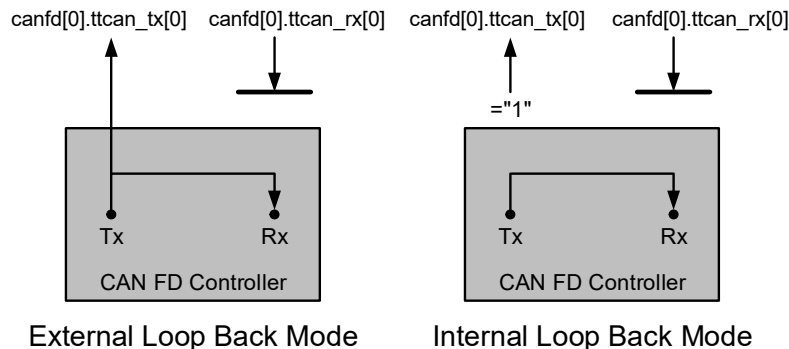 canfd[0].ttcan_tx[0] canfd[0].ttcan_rx[0] canfd[0].ttcan_tx[0] canfd[0].ttcan_rx[0]
="1"
Tx Rx Tx Rx
CAN FD Controller CAN FD Controller
External Loop Back Mode Internal Loop Back Mode